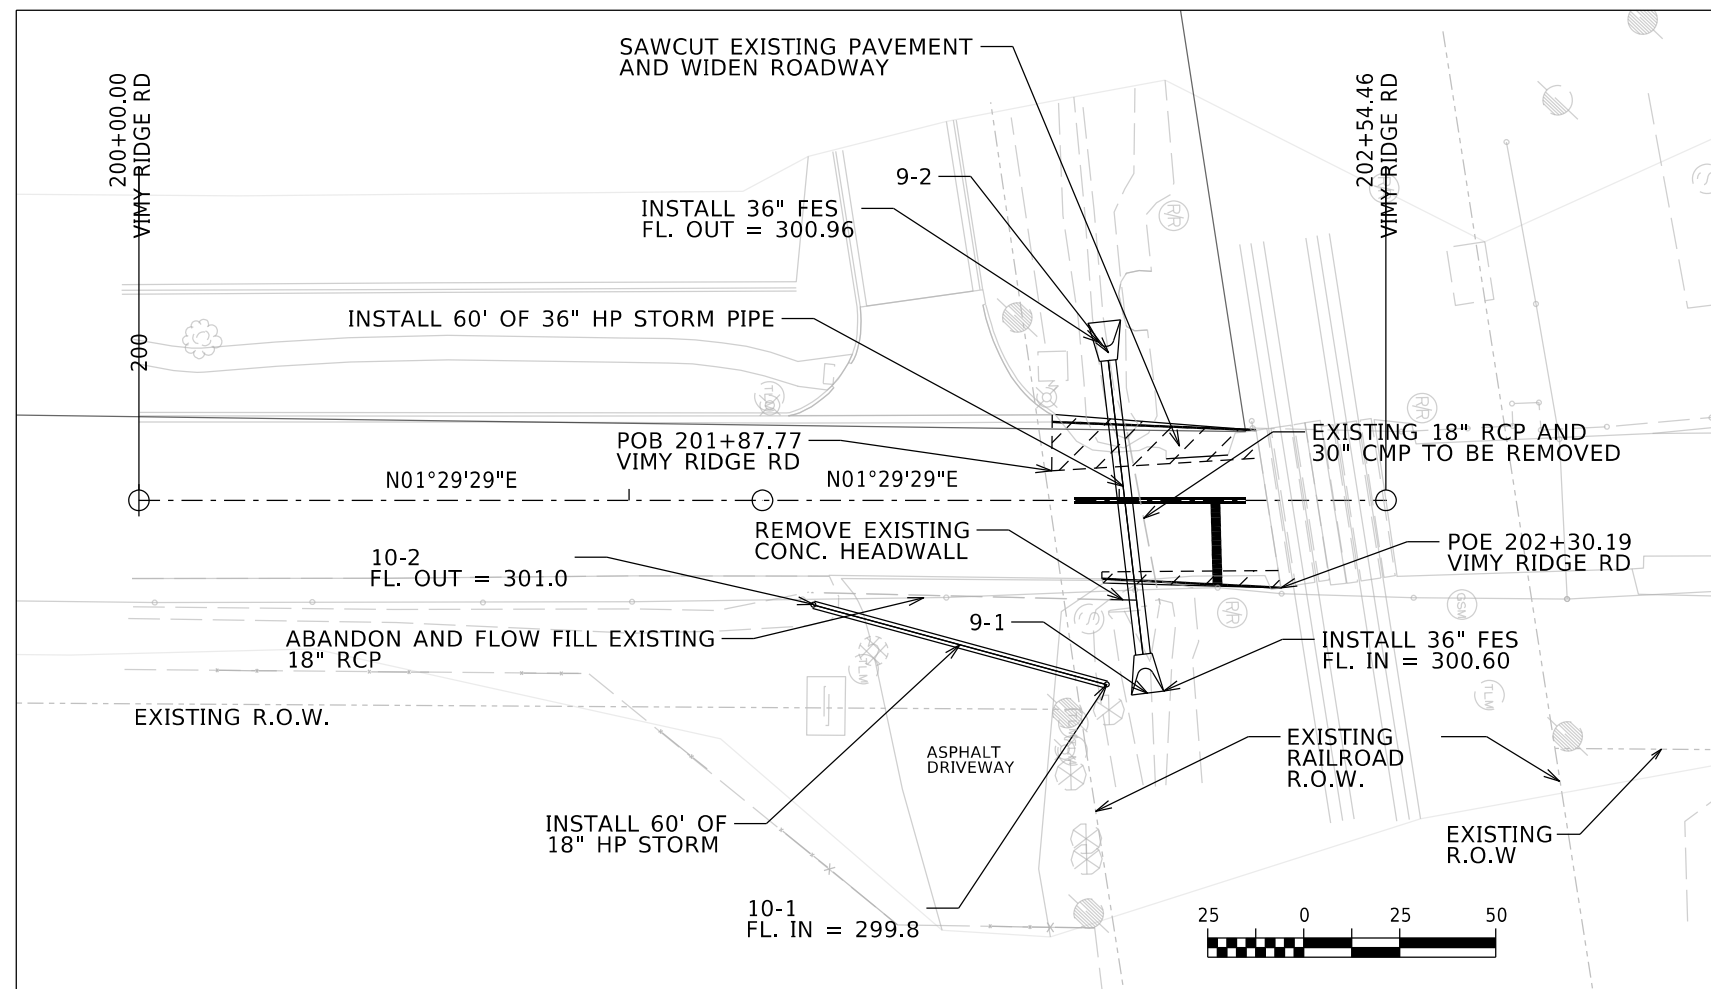 SAWCUT EXISTING PAVEMENT
AND WIDEN ROADWAY
200+00.00
VIMY RIDGE RD
202+54.46
VIMY RIDGE RD
9-2
INSTALL 36" FES
FL. OUT = 300.96
R/R
INSTALL 60' OF 36" HP STORM PIPE
200
R/R
POB 201+87.77
VIMY RIDGE RD
EXISTING 18" RCP AND
30" CMP TO BE REMOVED
N01°29'29"E
N01°29'29"E
REMOVE EXISTING
CONC. HEADWALL
POE 202+30.19
VIMY RIDGE RD
10-2
FL. OUT = 301.0
GSM
R/R
9-1
ABANDON AND FLOW FILL EXISTING
18" RCP
INSTALL 36" FES
FL. IN = 300.60
TLM
TLM
EXISTING R.O.W.
ASPHALT
DRIVEWAY
EXISTING
RAILROAD
R.O.W.
INSTALL 60' OF
18" HP STORM
EXISTING
R.O.W
10-1
FL. IN = 299.8
25 0 25 50